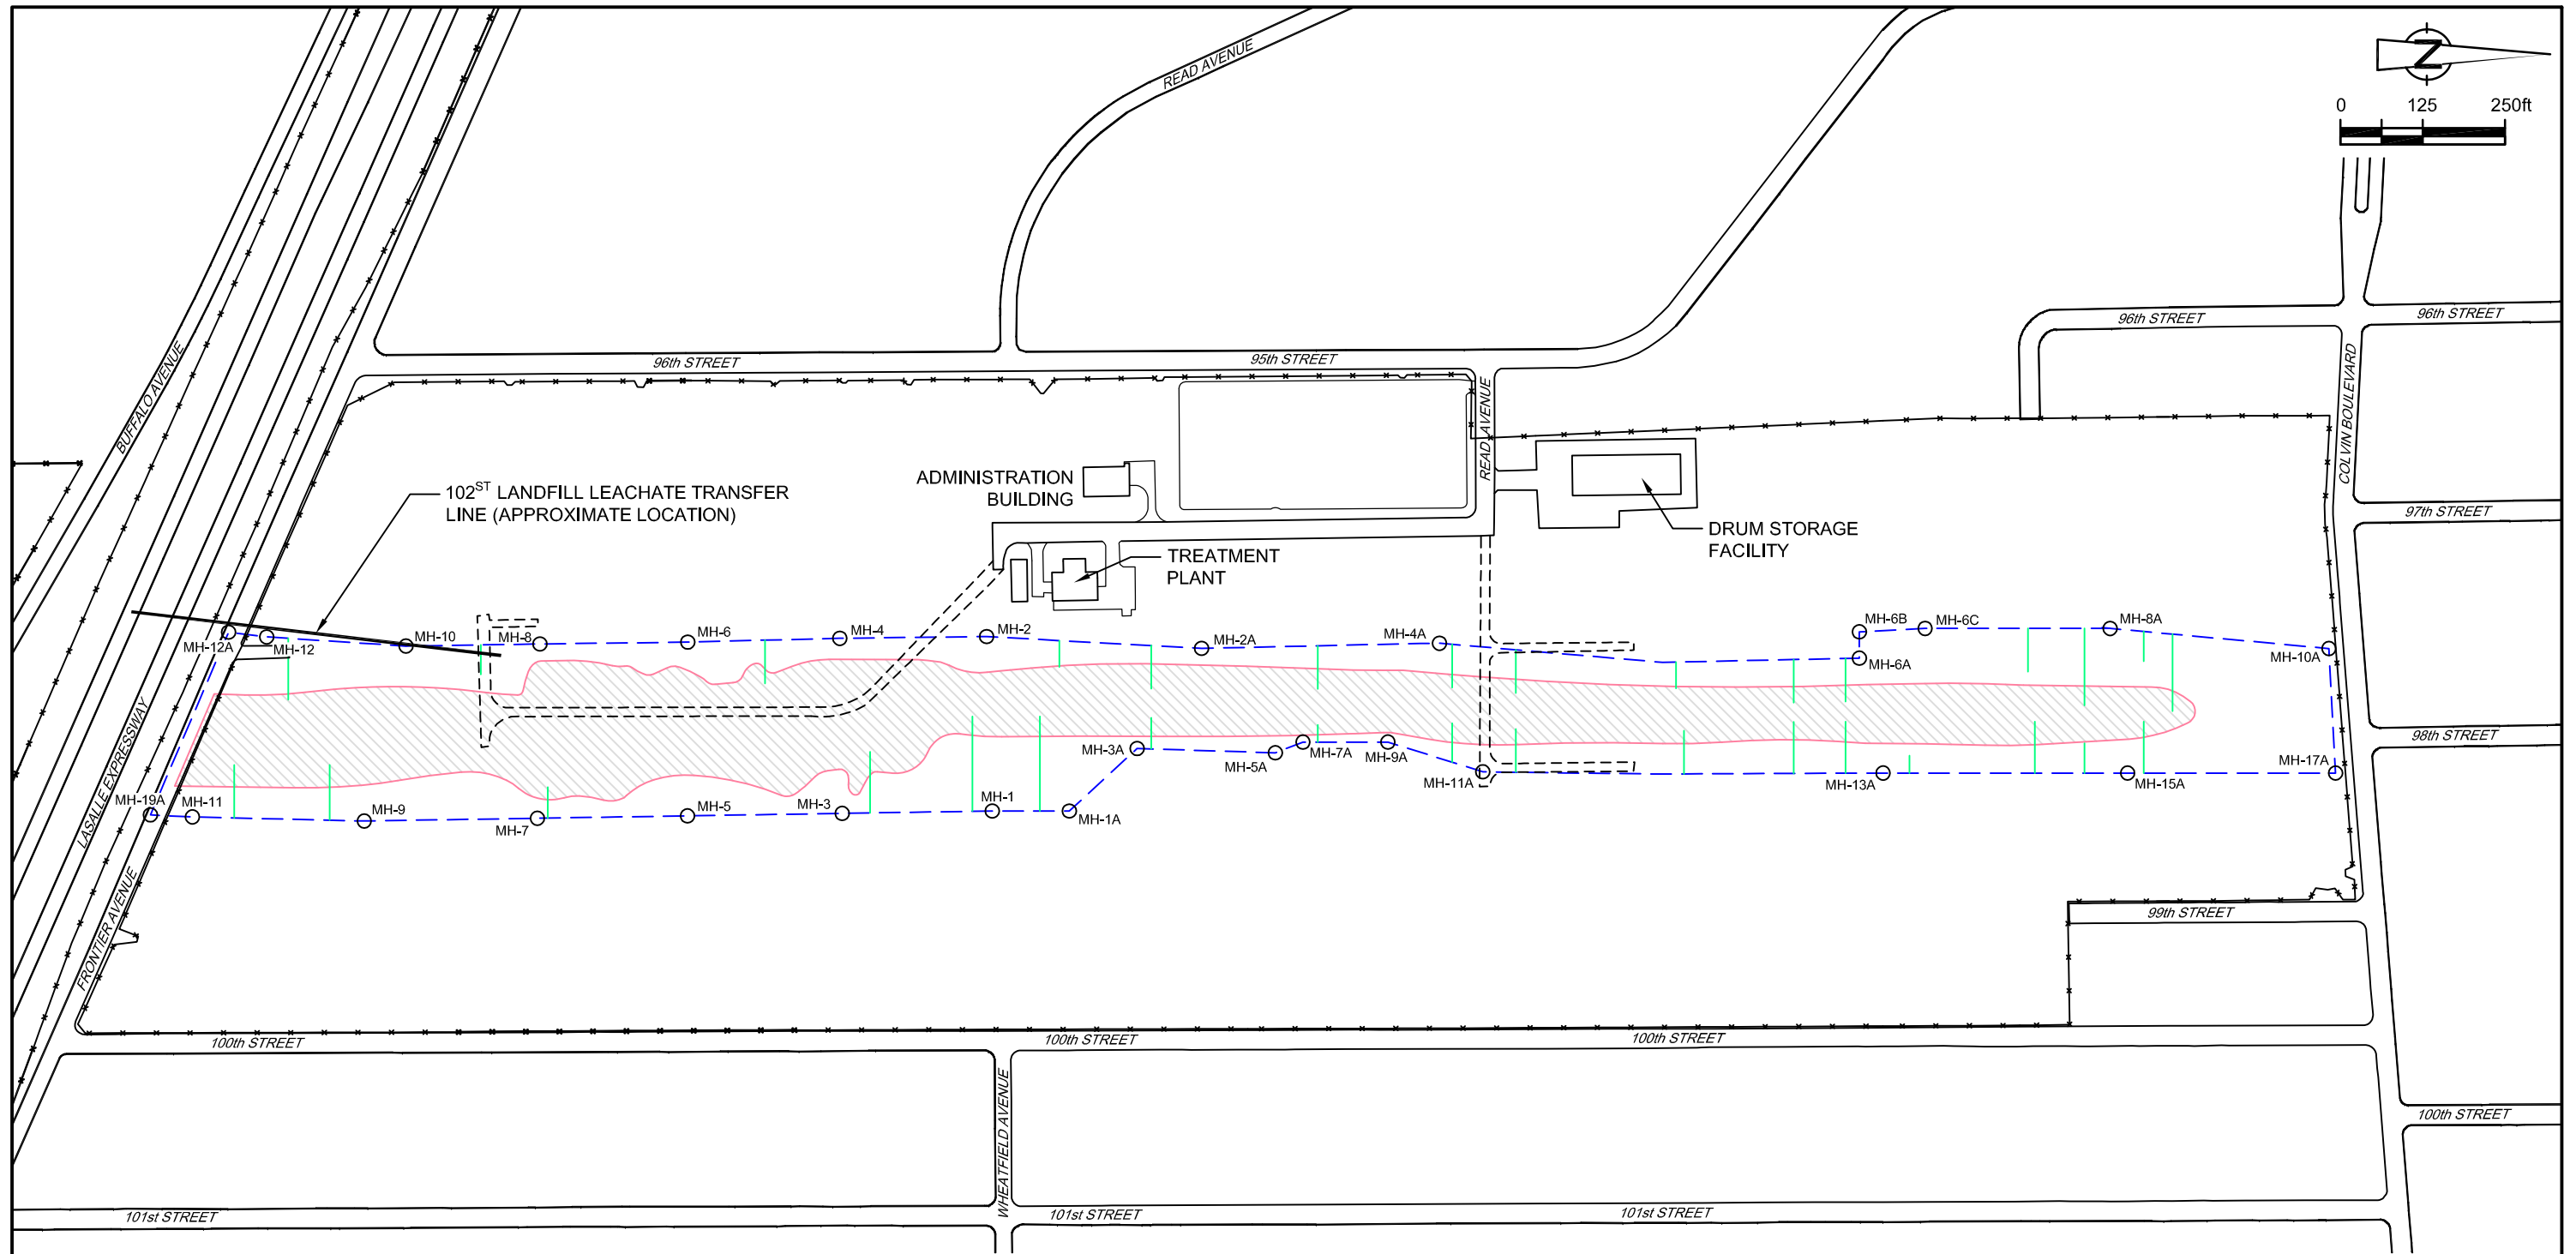 READ AVENUE
N
0 125 250ft
96th STREET
96th STREET
96th STREET
95th STREET
BUFFALO AVENUE
READ AVENUE
COLVIN BOULEVARD
ADMINISTRATION
BUILDING
102ST LANDFILL LEACHATE TRANSFER
LINE (APPROXIMATE LOCATION)
97th STREET
DRUM STORAGE
FACILITY
TREATMENT
PLANT
MH-12A
MH-12
MH-10
MH-8
MH-6
MH-4
MH-2
MH-2A
MH-4A
MH-6B
MH-6C
MH-8A
MH-6A
MH-10A
LASALLE EXPRESSWAY
98th STREET
MH-3A
MH-5A
MH-7A
MH-9A
MH-11A
MH-13A
MH-15A
MH-17A
MH-19A
MH-11
MH-9
MH-7
MH-5
MH-3
MH-1
MH-1A
FRONTIER AVENUE
99th STREET
100th STREET
100th STREET
100th STREET
WHEATFIELD AVENUE
100th STREET
101st STREET
101st STREET
101st STREET